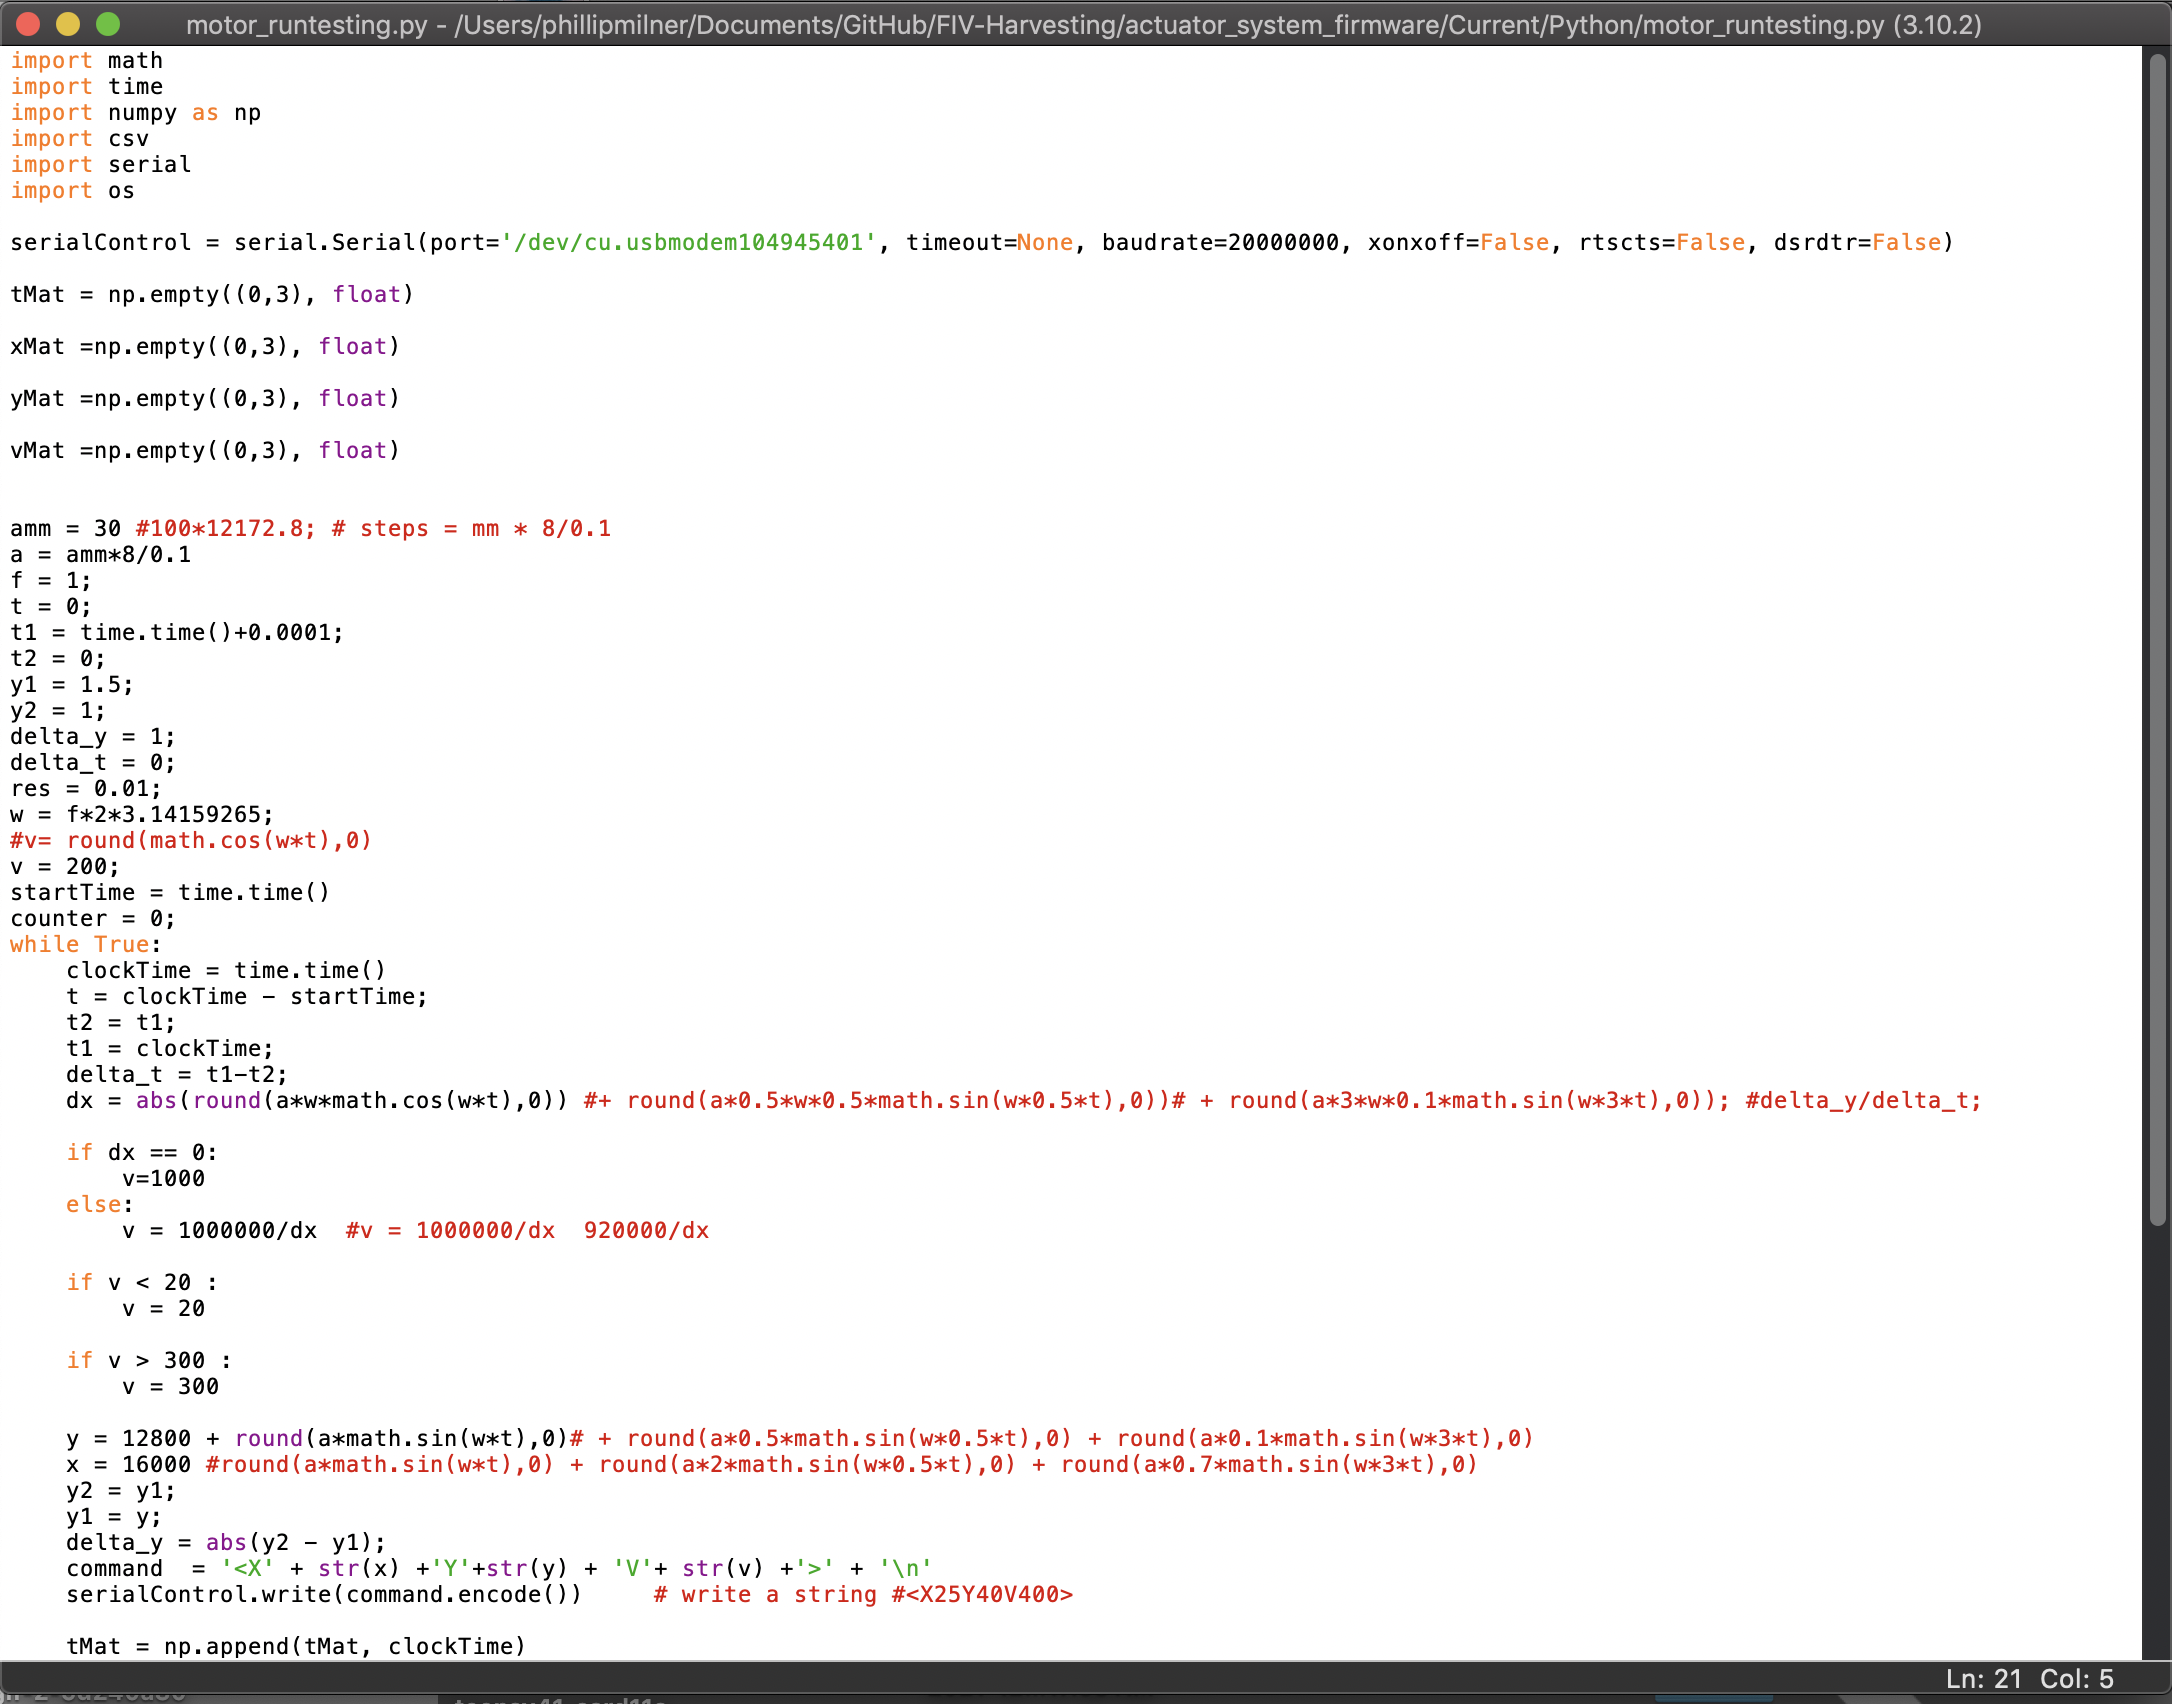 motor_runtesting.py - /Users/phillipmilner/Documents/GitHub/FIV-Harvesting/actuator_system_firmware/Current/Python/motor_runtesting.py (3.10.2)
import math
import time
import numpy as np
import csv
import serial
import os
serialControl = serial.Serial(port='/dev/cu.usbmodem104945401', timeout=None, baudrate=20000000, xonxoff=False, rtscts=False, dsrdtr=False)
tMat = np.empty((0,3), float)
xMat =np.empty((0,3), float)
yMat =np.empty((0,3), float)
vMat =np.empty((0,3), float)
amm = 30 #100*12172.8; # steps = mm * 8/0.1
a = amm*8/0.1
f = 1;
t = 0;
t1 = time.time()+0.0001;
t2 = 0;
y1 = 1.5;
y2 = 1;
delta_y = 1;
delta_t = 0;
res = 0.01;
w = f*2*3.14159265;
#v= round(math.cos(w*t),0)
v = 200;
startTime = time.time()
counter = 0;
while True:
    clockTime = time.time()
    t = clockTime - startTime;
    t2 = t1;
    t1 = clockTime;
    delta_t = t1-t2;
    dx = abs(round(a*w*math.cos(w*t),0)) #+ round(a*0.5*w*0.5*math.sin(w*0.5*t),0))# + round(a*3*w*0.1*math.sin(w*3*t),0)); #delta_y/delta_t;
    if dx == 0:
        v=1000
    else:
        v = 1000000/dx  #v = 1000000/dx  920000/dx
    if v < 20 :
        v = 20
    if v > 300 :
        v = 300
    y = 12800 + round(a*math.sin(w*t),0)# + round(a*0.5*math.sin(w*0.5*t),0) + round(a*0.1*math.sin(w*3*t),0)
    x = 16000 #round(a*math.sin(w*t),0) + round(a*2*math.sin(w*0.5*t),0) + round(a*0.7*math.sin(w*3*t),0)
    y2 = y1;
    y1 = y;
    delta_y = abs(y2 - y1);
    command  = '<X' + str(x) +'Y'+str(y) + 'V'+ str(v) +'>' + '\n'
    serialControl.write(command.encode())     # write a string #<X25Y40V400>
    tMat = np.append(tMat, clockTime)
Ln: 21  Col: 5